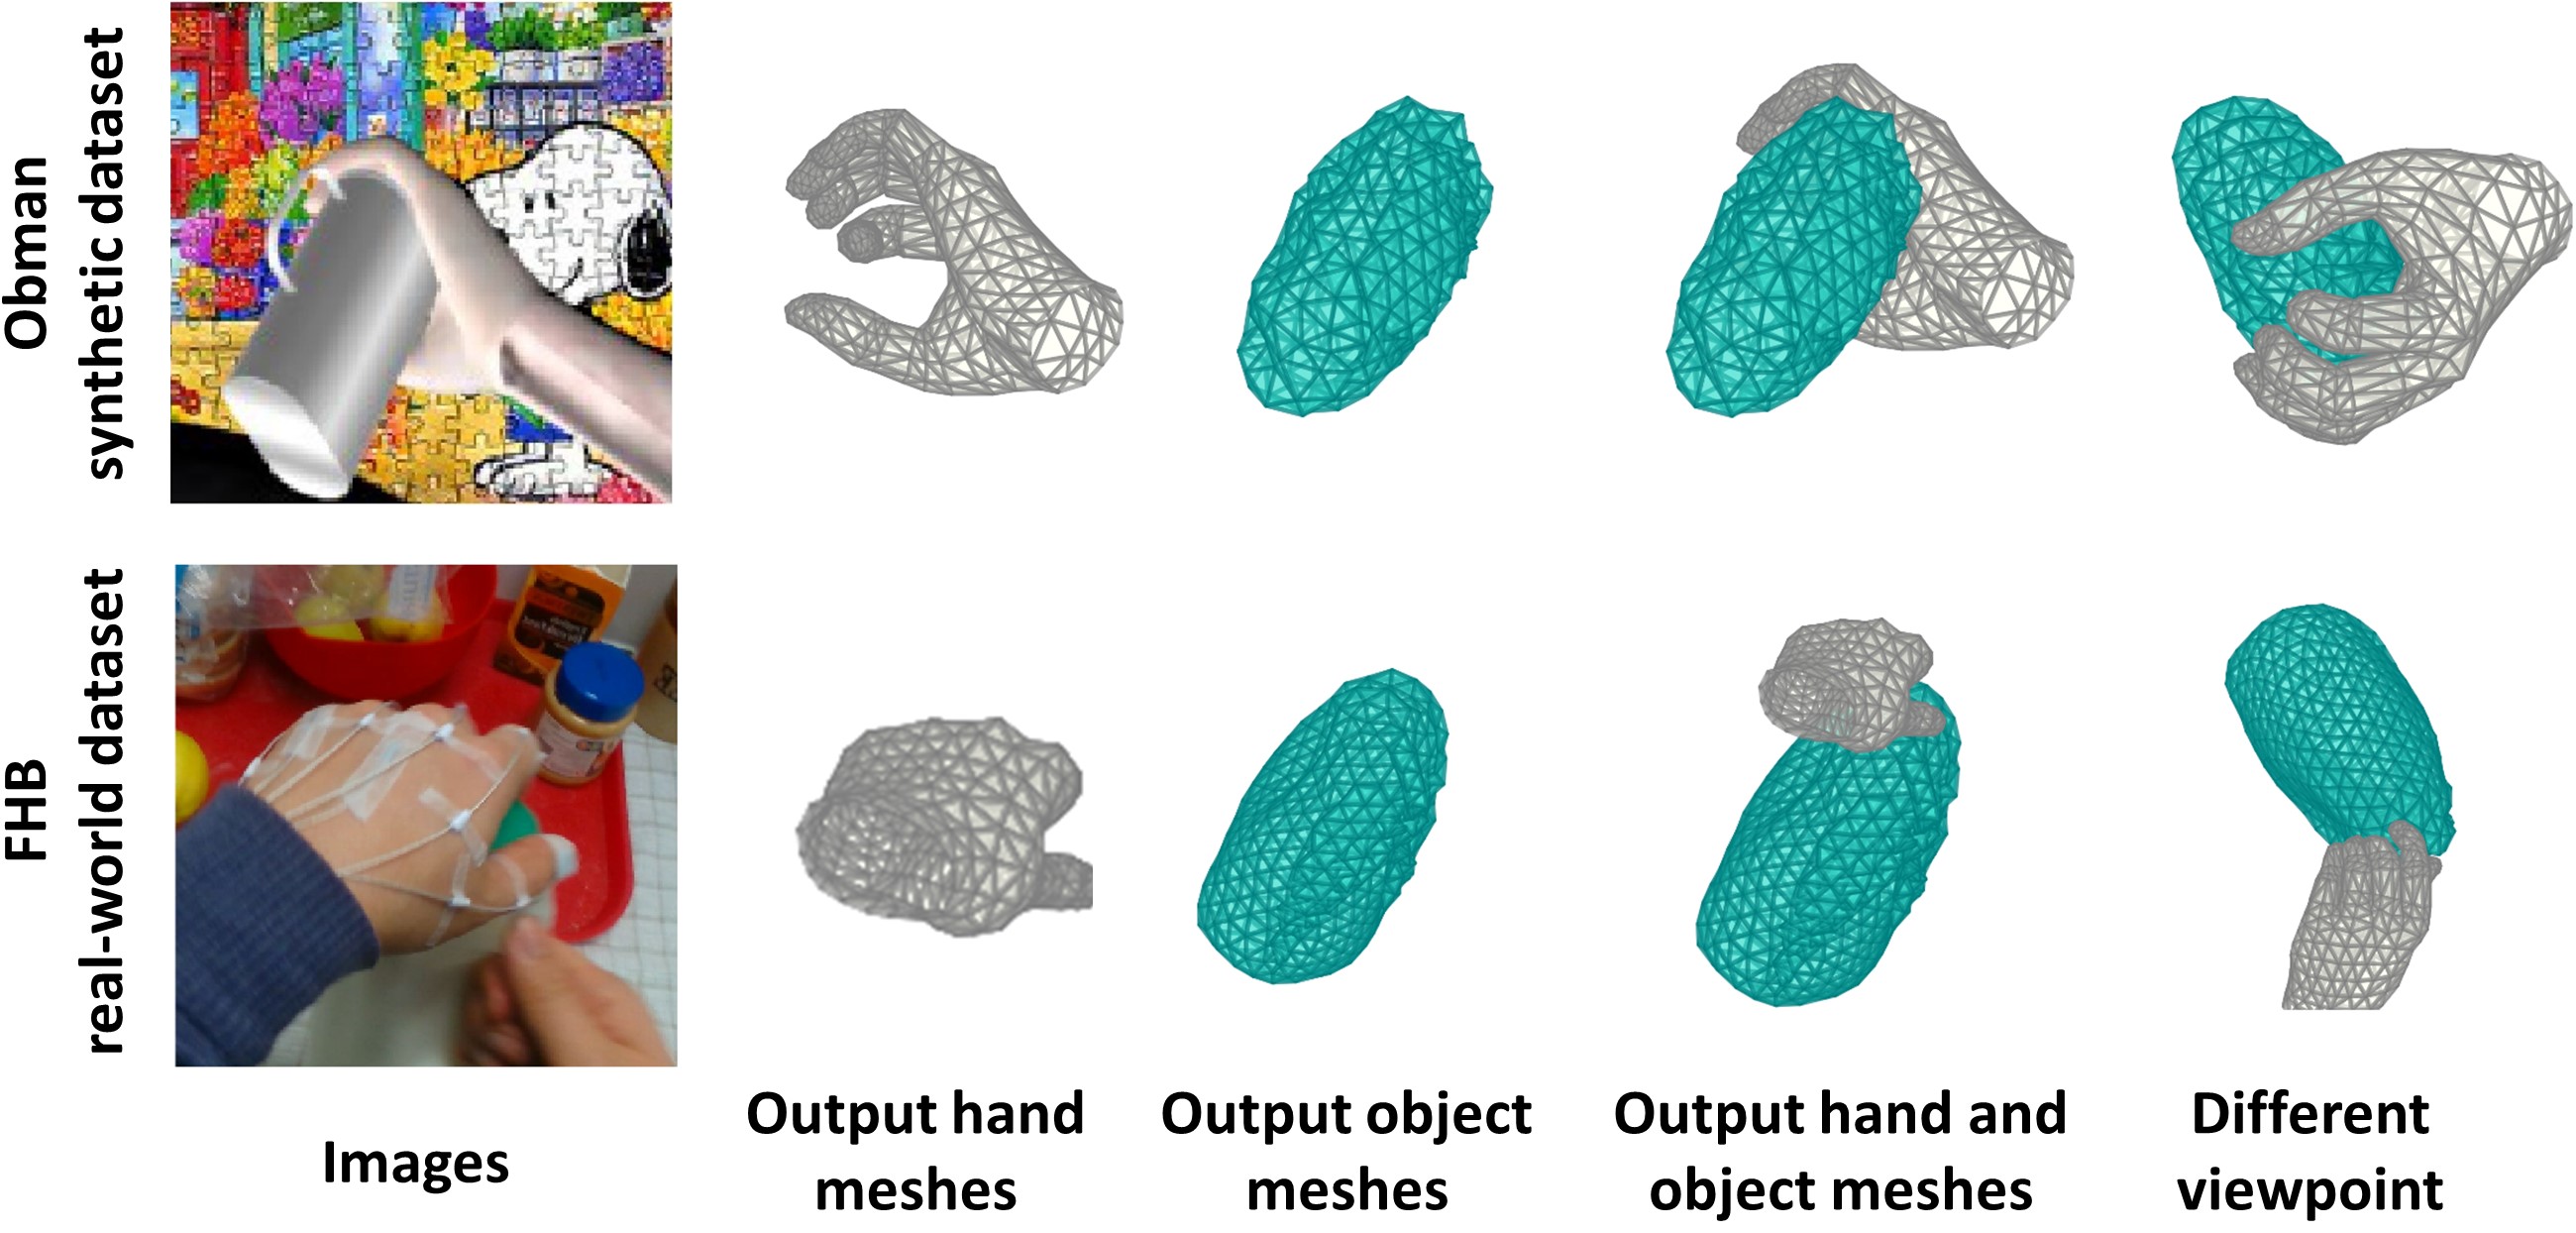 Obman
synthetic dataset
FHB
real-world dataset
Images
Output hand
meshes
Output object
meshes
Output hand and
object meshes
Different
viewpoint